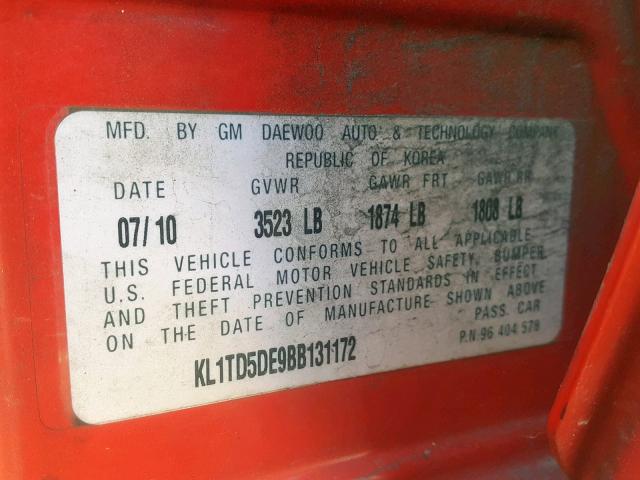 MFD. BY GM DAEWOO AUTO & TECHNOLOGY COMPANY
REPUBLIC OF KOREA
DATE GVWR GAWR FRT GAWR RR
07/10 3523 LB 1874 LB 1808 LB
THIS VEHICLE CONFORMS TO ALL APPLICABLE
U.S. FEDERAL MOTOR VEHICLE SAFETY, BUMPER
AND THEFT PREVENTION STANDARDS IN EFFECT
ON THE DATE OF MANUFACTURE SHOWN ABOVE
PASS. CAR
KL1TD5DE9BB131172 P.N 96 404 578